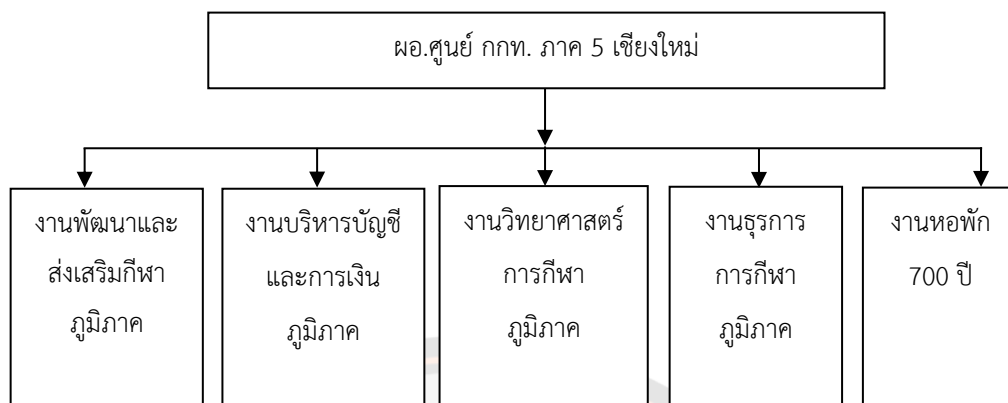 ผอ.ศูนย์ กกท. ภาค 5 เชียงใหม่
งานพัฒนาและ
ส่งเสริมกีฬา
ภูมิภาค
งานบริหารบัญชี
และการเงิน
ภูมิภาค
งานวิทยาศาสตร์
การกีฬา
ภูมิภาค
งานธุรการ
การกีฬา
ภูมิภาค
งานหอพัก
700 ปี